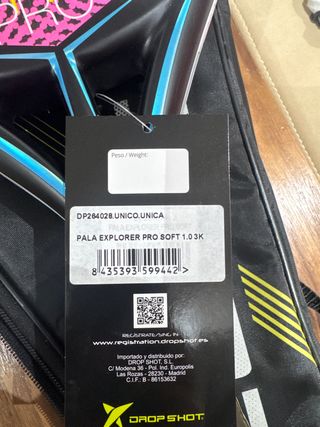 PRO
Peso / Weight:
DP264028.UNICO.UNICA
PALA EXPLORER PRO SOFT 1.0 3K
8 435393 599442 >
REGISTRATE/SING IN
www.registration.dropshot.es
Importado y distribuido por:
DROP SHOT, S.L.
C/ Modena 36 - Pol. Ind. Europolis
Las Rozas - 28230 - Madrid
C.I.F.: B - 86153632
DROP SHOT